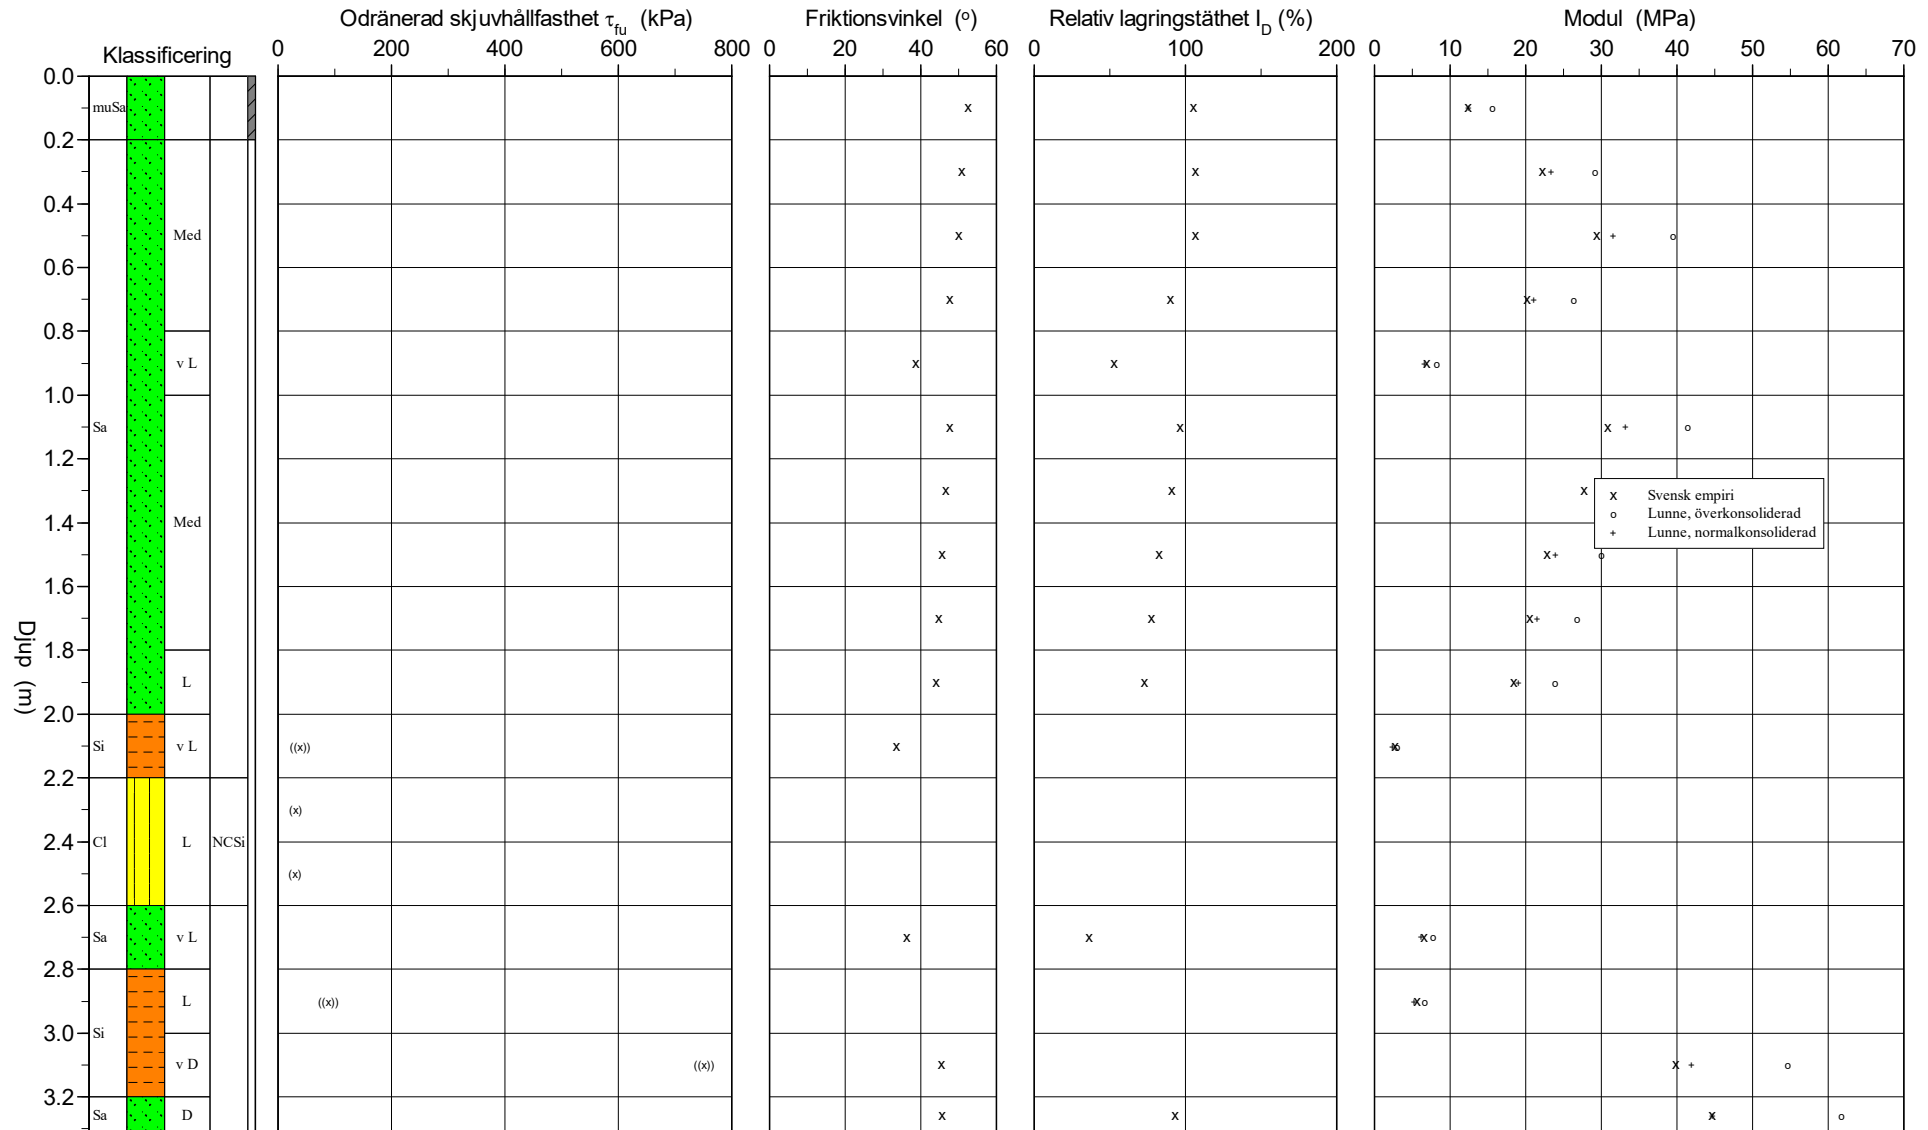 Odränerad skjuvhållfasthet τfu (kPa) Friktionsvinkel (o) Relativ lagringstäthet ID (%) Modul (MPa)
Klassificering
0 200 400 600 800 0 20 40 60 0 100 200 0 10 20 30 40 50 60 70
0.0
muSa
0.2
0.4
Med
0.6
0.8
v L
1.0
Sa
1.2
1.4
Med
1.6
1.8
L
2.0
Si v L
2.2
2.4
Cl L NCSi
2.6
Sa v L
2.8
L
3.0
Si
v D
3.2
Sa D
Djup (m)
x Svensk empiri
o Lunne, överkonsoliderad
+ Lunne, normalkonsoliderad
((x))
(x)
(x)
((x))
((x))